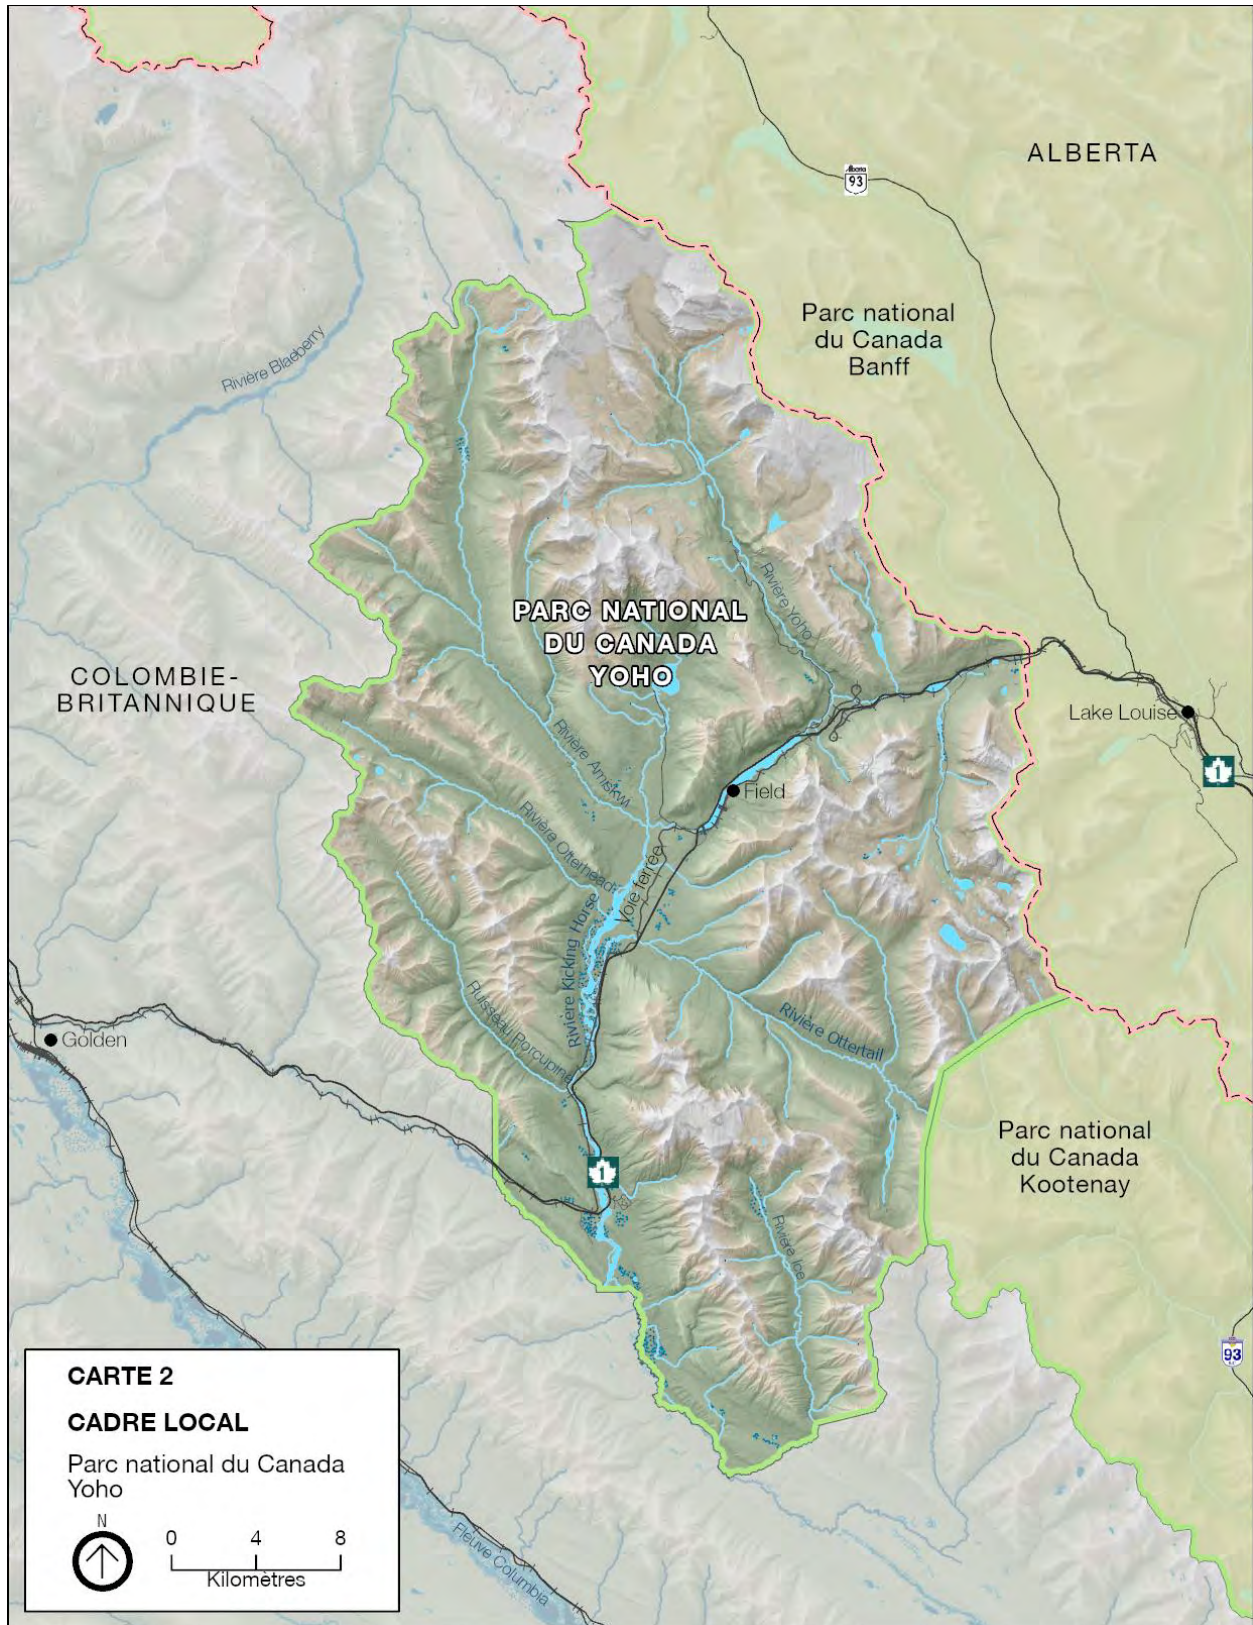 ALBERTA
Alberta
93
Parc national
du Canada
Banff
Rivière Blaeberry
Rivière Yoho
PARC NATIONAL
DU CANADA
YOHO
COLOMBIE-
BRITANNIQUE
Lake Louise
1
Rivière Amiskwi
Field
Rivière Otterhead
Voie ferrée
Rivière Kicking Horse
Ruisseau Porcupine
Rivière Ottertail
Golden
Parc national
du Canada
Kootenay
1
Rivière Ice
93
CARTE 2
CADRE LOCAL
Parc national du Canada
Yoho
N
0 4 8
Kilomètres
Fleuve Columbia